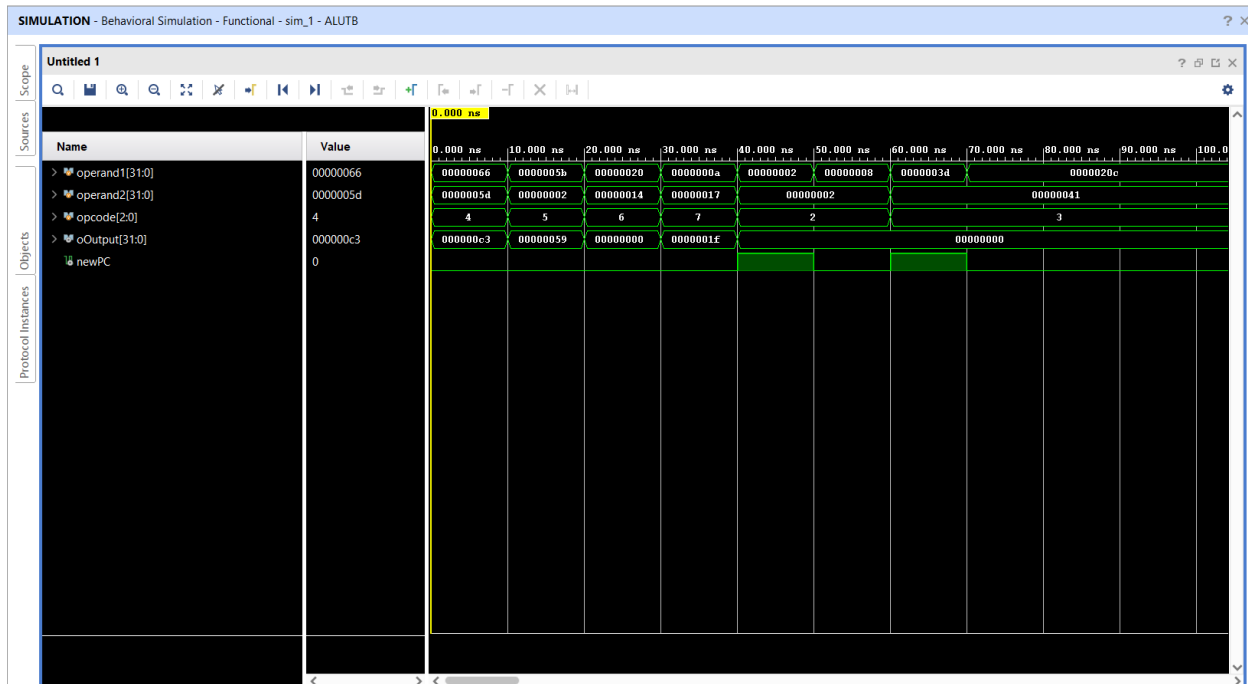 SIMULATION - Behavioral Simulation - Functional - sim_1 - ALUTB
Untitled 1
Scope
Sources
Objects
Protocol Instances
0.000 ns
Name Value
0.000 ns 10.000 ns 20.000 ns 30.000 ns 40.000 ns 50.000 ns 60.000 ns 70.000 ns 80.000 ns 90.000 ns 100.0
operand1[31:0] 00000066 00000066 0000005b 00000020 0000000a 00000002 00000008 0000003d 0000020c
operand2[31:0] 0000005d 0000005d 00000002 00000014 00000017 00000002 00000041
opcode[2:0] 4 4 5 6 7 2 3
oOutput[31:0] 000000c3 000000c3 00000059 00000000 0000001f 00000000
newPC 0